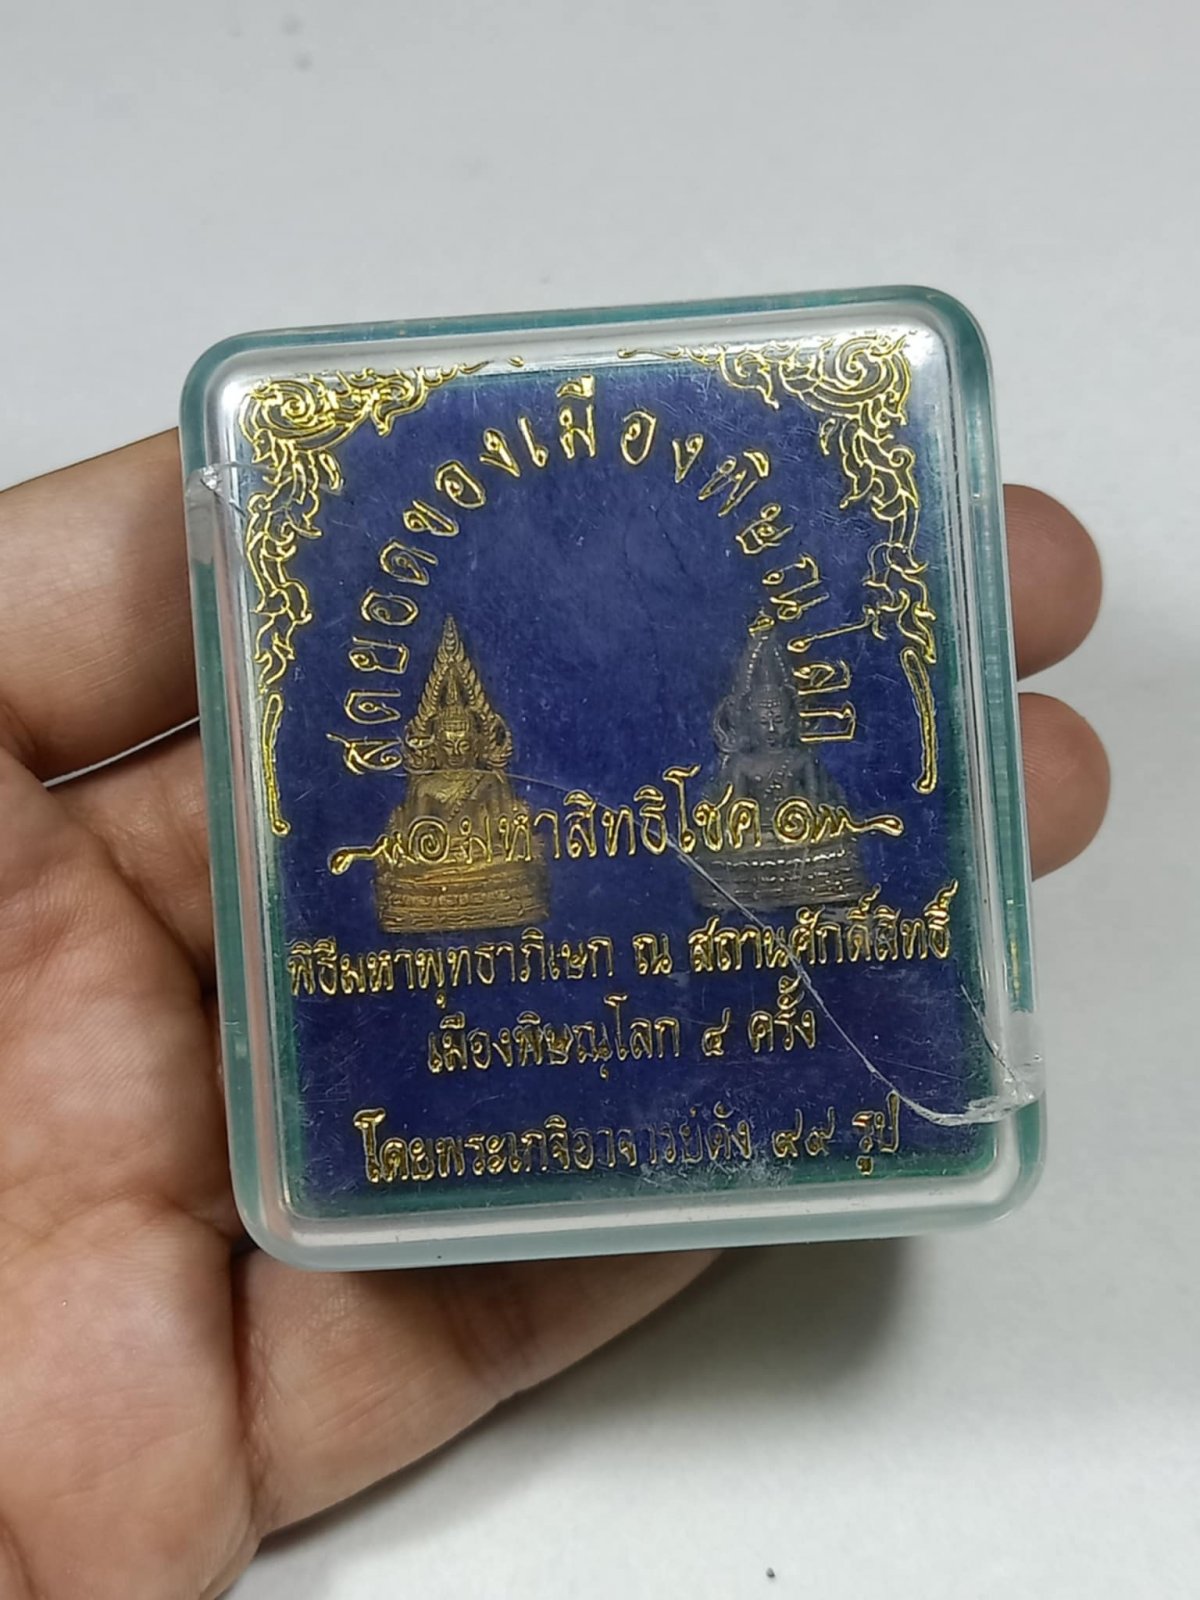 สุดยอดของเมืองพิษณุโลก
มหาสิทธิโชค
พิธีมหาพุทธาภิเษก ณ สถานศักดิ์สิทธิ์
เมืองพิษณุโลก ๔ ครั้ง
โดยพระเกจิอาจารย์ดัง ๙๙ รูป